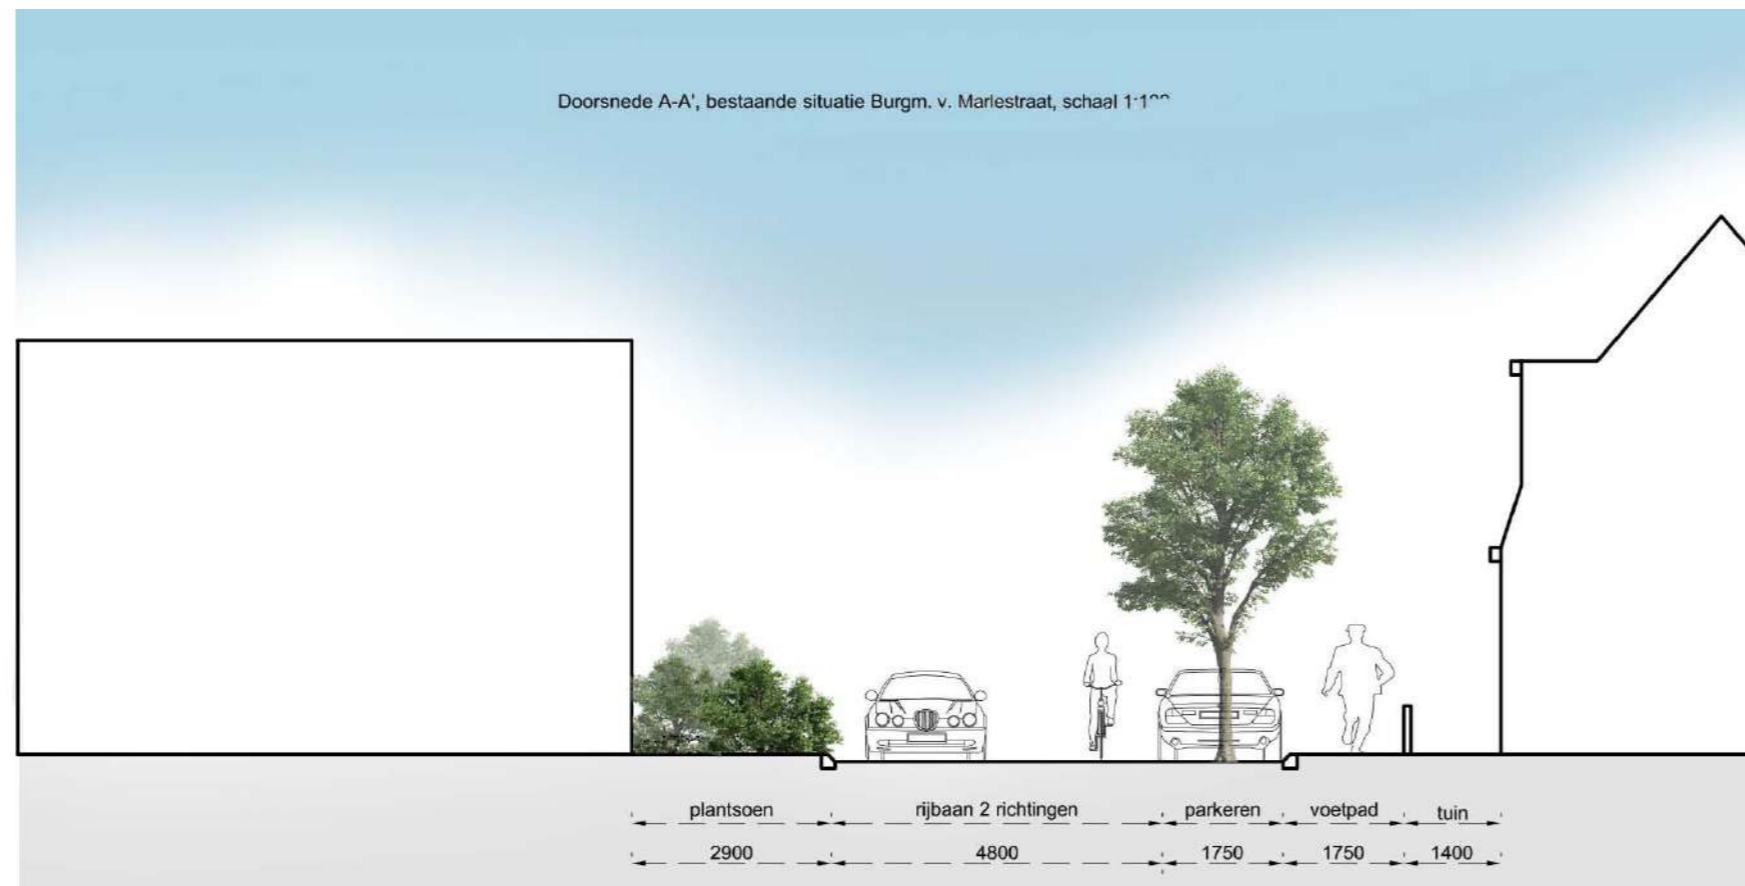 Doorsnede A-A', bestaande situatie Burgm. v. Marlestraat, schaal
plantsoen rijbaan 2 richtingen parkeren voetpad tuin
2900 4800 1750 1750 1400